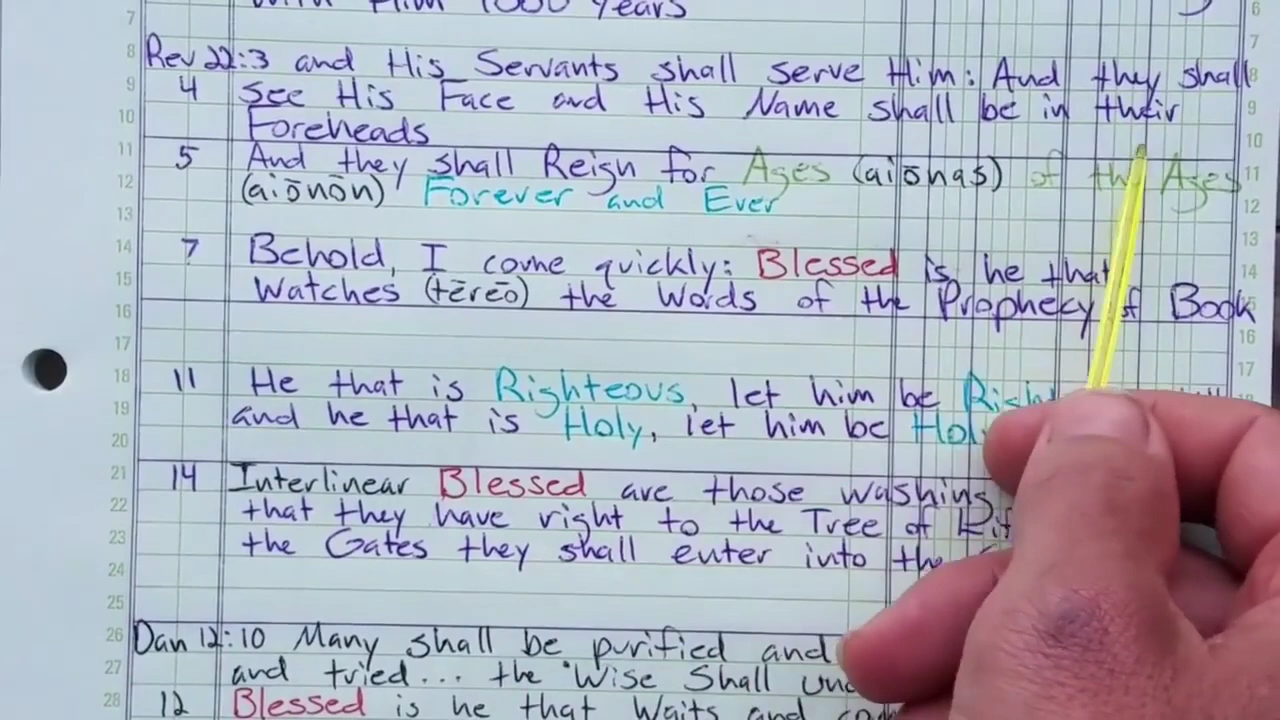 With Him 1000 Years
Rev 22:3 and His Servants shall serve Him: And they shall
4 see His Face and His Name shall be in their
Foreheads
5 And they shall Reign for Ages (aiōnas) of the Ages
(aiōnōn) Forever and Ever
7 Behold, I come quickly: Blessed is he that
Watches (tēreō) the Words of the Prophecy of Book
11 He that is Righteous, let him be
and he that is Holy, let him be
14 Interlinear Blessed are those washing
that they have right to the Tree of
the Gates they shall enter into the
Dan 12:10 Many shall be purified and
and tried... the Wise Shall
12 Blessed is he that Waits and